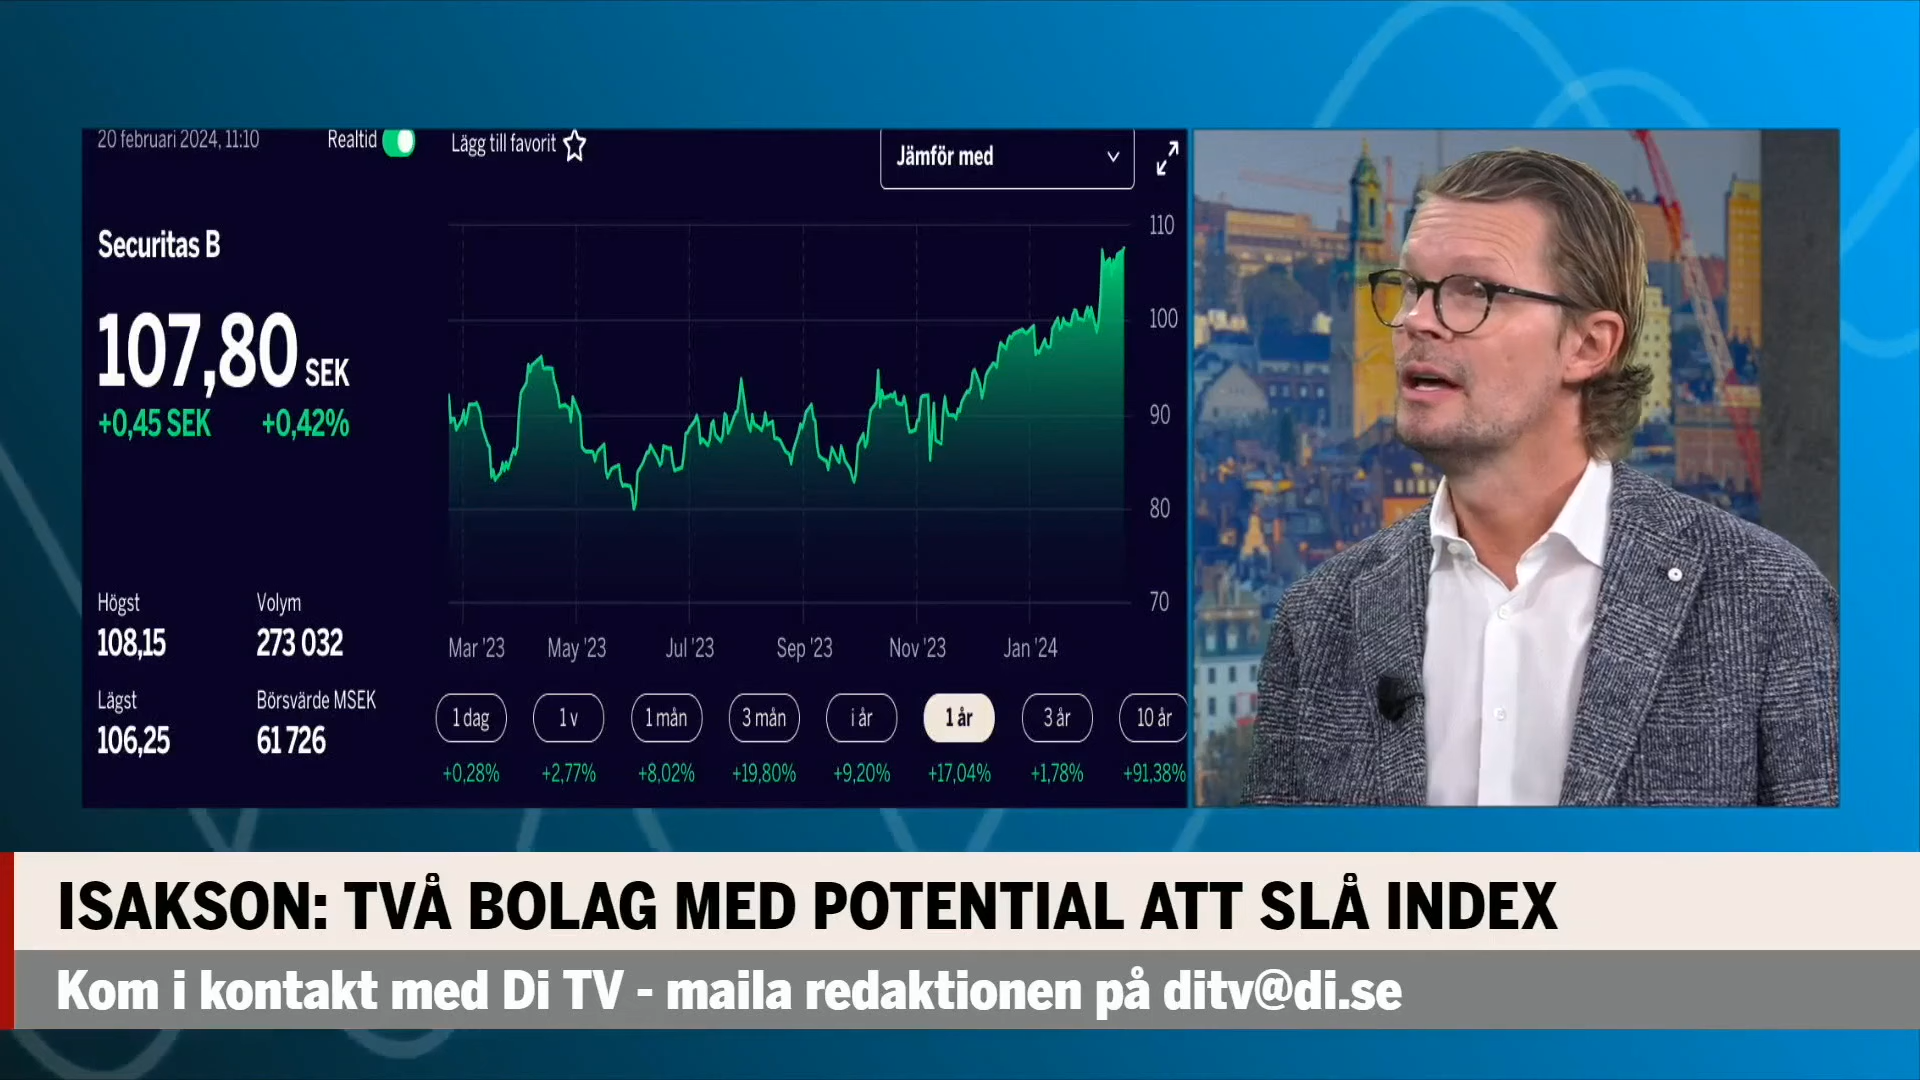 20 februari 2024, 11:10
Realtid
Lägg till favorit
Jämför med
Securitas B
107,80 SEK
+0,45 SEK +0,42%
Högst Volym
108,15 273 032
Lägst Börsvärde MSEK
106,25 61 726
110
100
90
80
70
Mar '23 May '23 Jul '23 Sep '23 Nov '23 Jan '24
1 dag 1 v 1 mån 3 mån i år 1 år 3 år 10 år
+0,28% +2,77% +8,02% +19,80% +9,20% +17,04% +1,78% +91,38%
ISAKSON: TVÅ BOLAG MED POTENTIAL ATT SLÅ INDEX
Kom i kontakt med Di TV - maila redaktionen på ditv@di.se